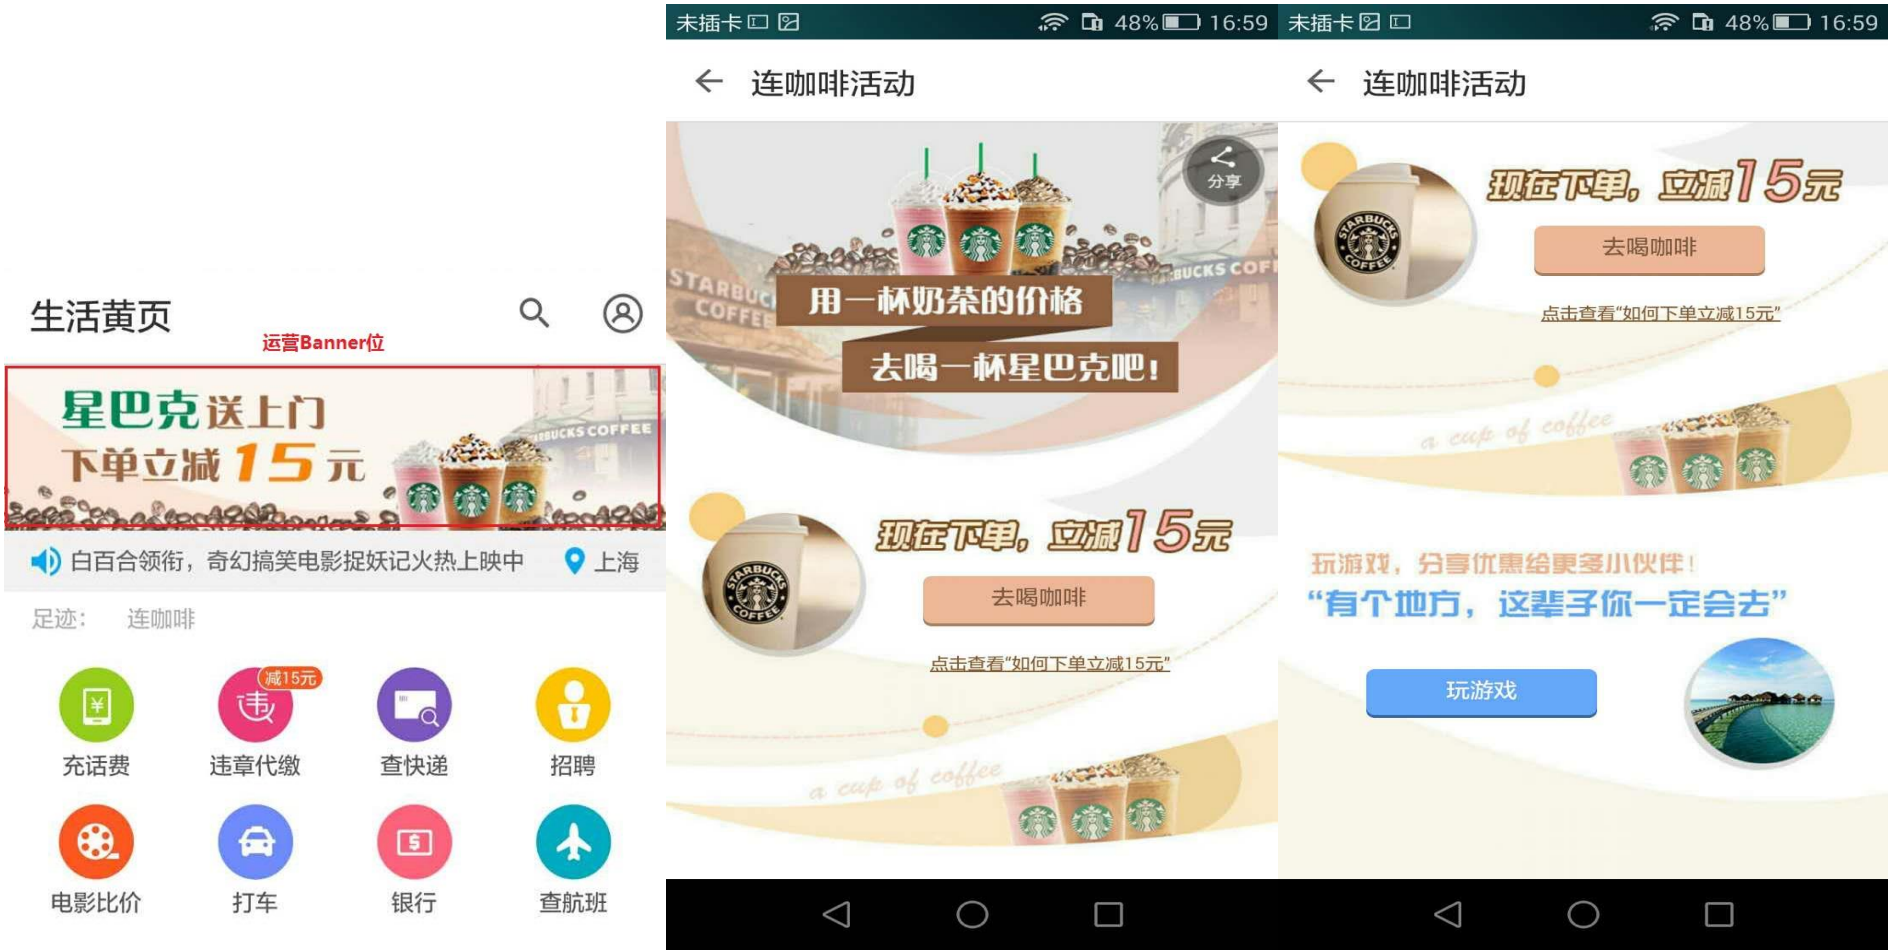 生活黄页
运营Banner位
星巴克送上门
下单立减15元
BUCKS COFFEE
白百合领衔，奇幻搞笑电影捉妖记火热上映中
上海
足迹：
连咖啡
减15元
充话费
违章代缴
查快递
招聘
电影比价
打车
银行
查航班
未插卡
48%
16:59
连咖啡活动
分享
STARBUCKS
COFFEE
BUCKS COF
用一杯奶茶的价格
去喝一杯星巴克吧！
现在下单，立减15元
STARBUCKS
COFFEE
去喝咖啡
点击查看“如何下单立减15元”
a cup of coffee
未插卡
48%
16:59
连咖啡活动
现在下单，立减15元
STARBUCKS
COFFEE
去喝咖啡
点击查看“如何下单立减15元”
a cup of coffee
玩游戏，分享优惠给更多小伙伴！
“有个地方，这辈子你一定会去”
玩游戏